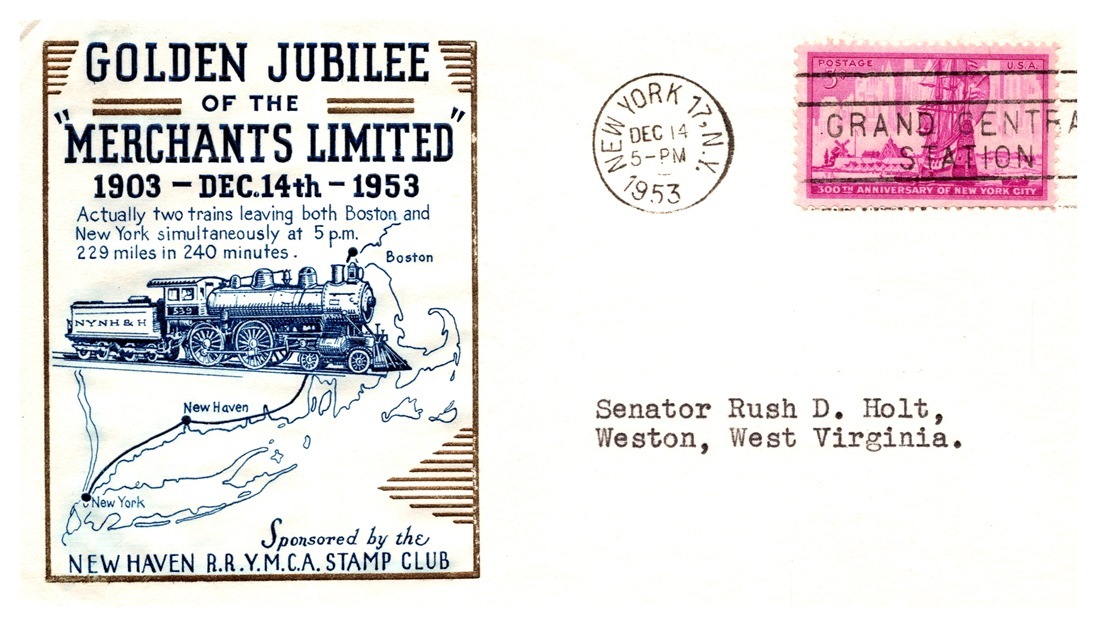 GOLDEN JUBILEE
OF THE
"MERCHANTS LIMITED"
1903 – DEC.14th – 1953
Actually two trains leaving both Boston and
New York simultaneously at 5 p.m.
229 miles in 240 minutes.
Boston
539
NYNH&H
New Haven
New York
Sponsored by the
NEW HAVEN R.R.Y.M.C.A. STAMP CLUB
NEW YORK 17, N.Y.
DEC 14
5-PM
1953
POSTAGE
U.S.A.
3¢
GRAND CENTRA
STATION
300TH ANNIVERSARY OF NEW YORK CITY
Senator Rush D. Holt,
Weston, West Virginia.